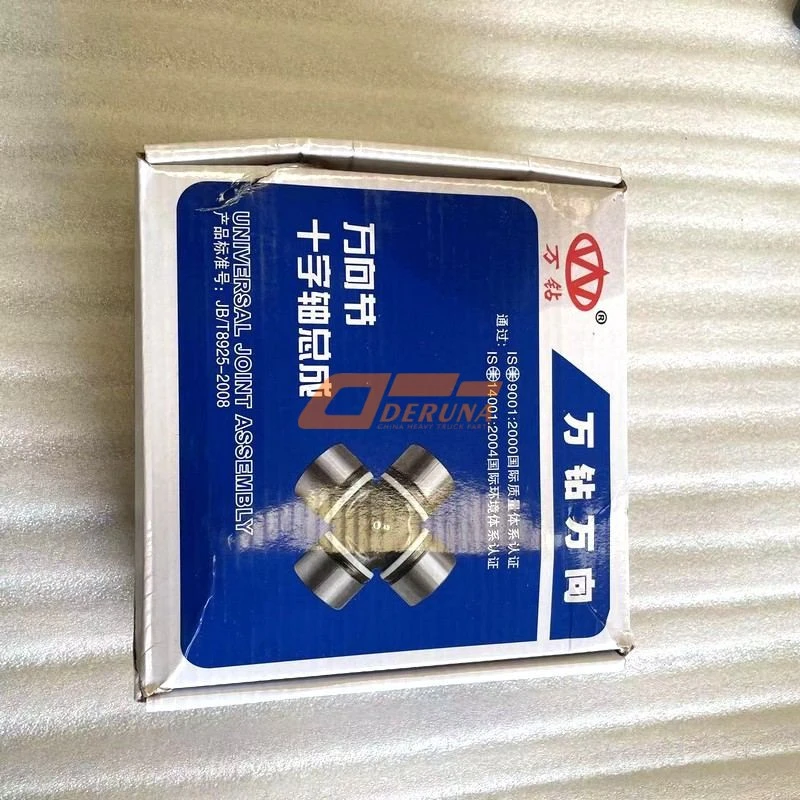 万钻
®
万钻万向
通过：ISO9001:2000国际质量体系认证
ISO14001:2004国际环境体系认证
万向节
十字轴总成
UNIVERSAL JOINT ASSEMBLY
产品标准号：JB/T8925-2008
DERUNA
CHINA HEAVY TRUCK PARTS